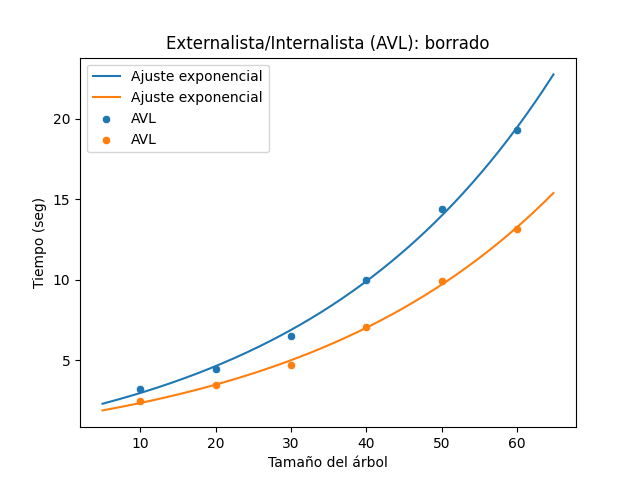 Externalista/Internalista (AVL): borrado
Ajuste exponencial
Ajuste exponencial
AVL
AVL
20
15
10
5
Tiempo (seg)
10 20 30 40 50 60
Tamaño del árbol